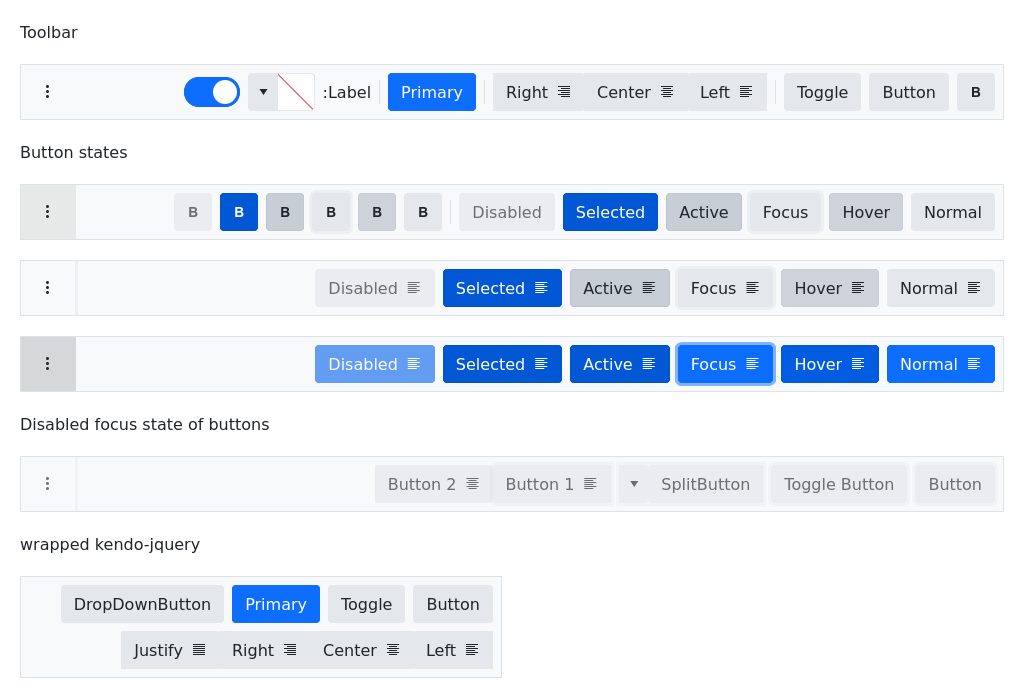 Toolbar
:Label Primary Right Center Left Toggle Button B
Button states
B B B B B B Disabled Selected Active Focus Hover Normal
Disabled Selected Active Focus Hover Normal
Disabled Selected Active Focus Hover Normal
Disabled focus state of buttons
Button 2 Button 1 SplitButton Toggle Button Button
wrapped kendo-jquery
DropDownButton Primary Toggle Button
Justify Right Center Left